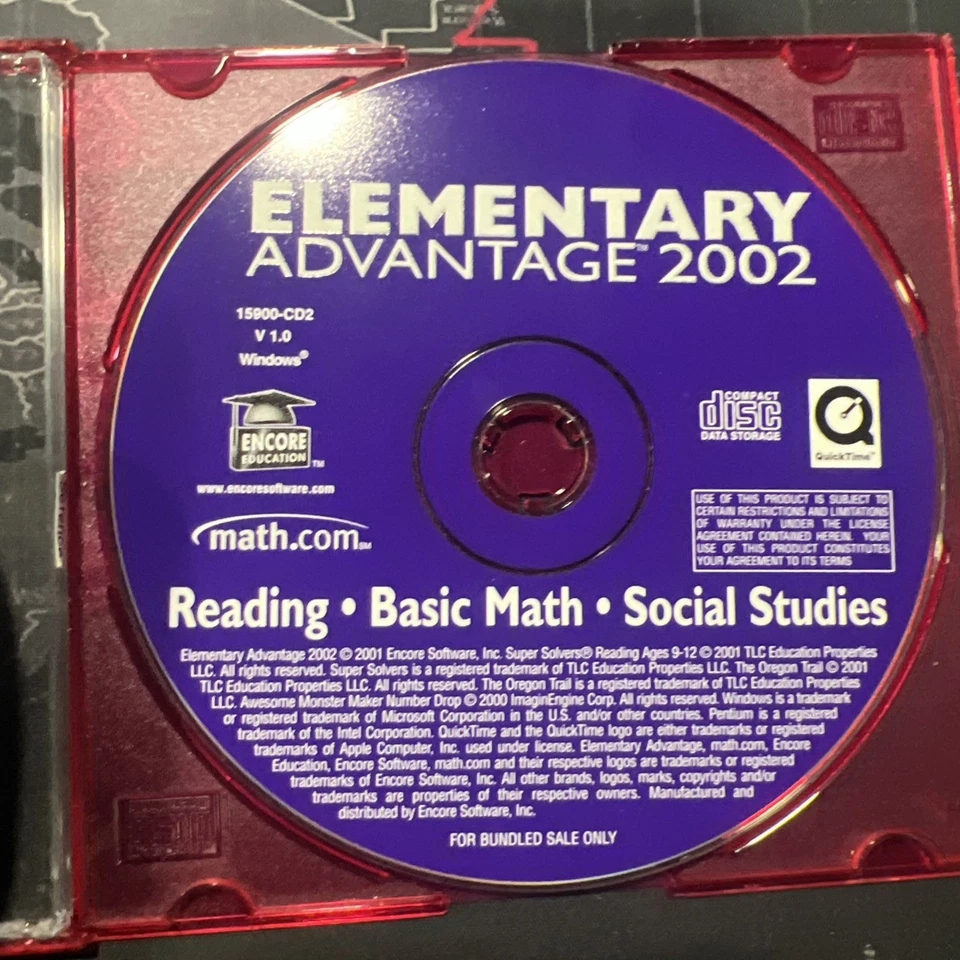 ELEMENTARY
ADVANTAGE™ 2002
15900-CD2
V 1.0
Windows®
ENCORE
EDUCATION™
www.encoresoftware.com
math.com℠
COMPACT
disc
DATA STORAGE
QuickTime™
USE OF THIS PRODUCT IS SUBJECT TO
CERTAIN RESTRICTIONS AND LIMITATIONS
OF WARRANTY UNDER THE LICENSE
AGREEMENT CONTAINED HEREIN. YOUR
USE OF THIS PRODUCT CONSTITUTES
YOUR AGREEMENT TO ITS TERMS
Reading • Basic Math • Social Studies
Elementary Advantage 2002 © 2001 Encore Software, Inc. Super Solvers® Reading Ages 9-12 © 2001 TLC Education Properties
LLC. All rights reserved. Super Solvers is a registered trademark of TLC Education Properties LLC. The Oregon Trail © 2001
TLC Education Properties LLC. All rights reserved. The Oregon Trail is a registered trademark of TLC Education Properties
LLC. Awesome Monster Maker Number Drop © 2000 ImaginEngine Corp. All rights reserved. Windows is a trademark
or registered trademark of Microsoft Corporation in the U.S. and/or other countries. Pentium is a registered
trademark of the Intel Corporation. QuickTime and the QuickTime logo are either trademarks or registered
trademarks of Apple Computer, Inc. used under license. Elementary Advantage, math.com, Encore
Education, Encore Software, math.com and their respective logos are trademarks or registered
trademarks of Encore Software, Inc. All other brands, logos, marks, copyrights and/or
trademarks are properties of their respective owners. Manufactured and
distributed by Encore Software, Inc.
FOR BUNDLED SALE ONLY